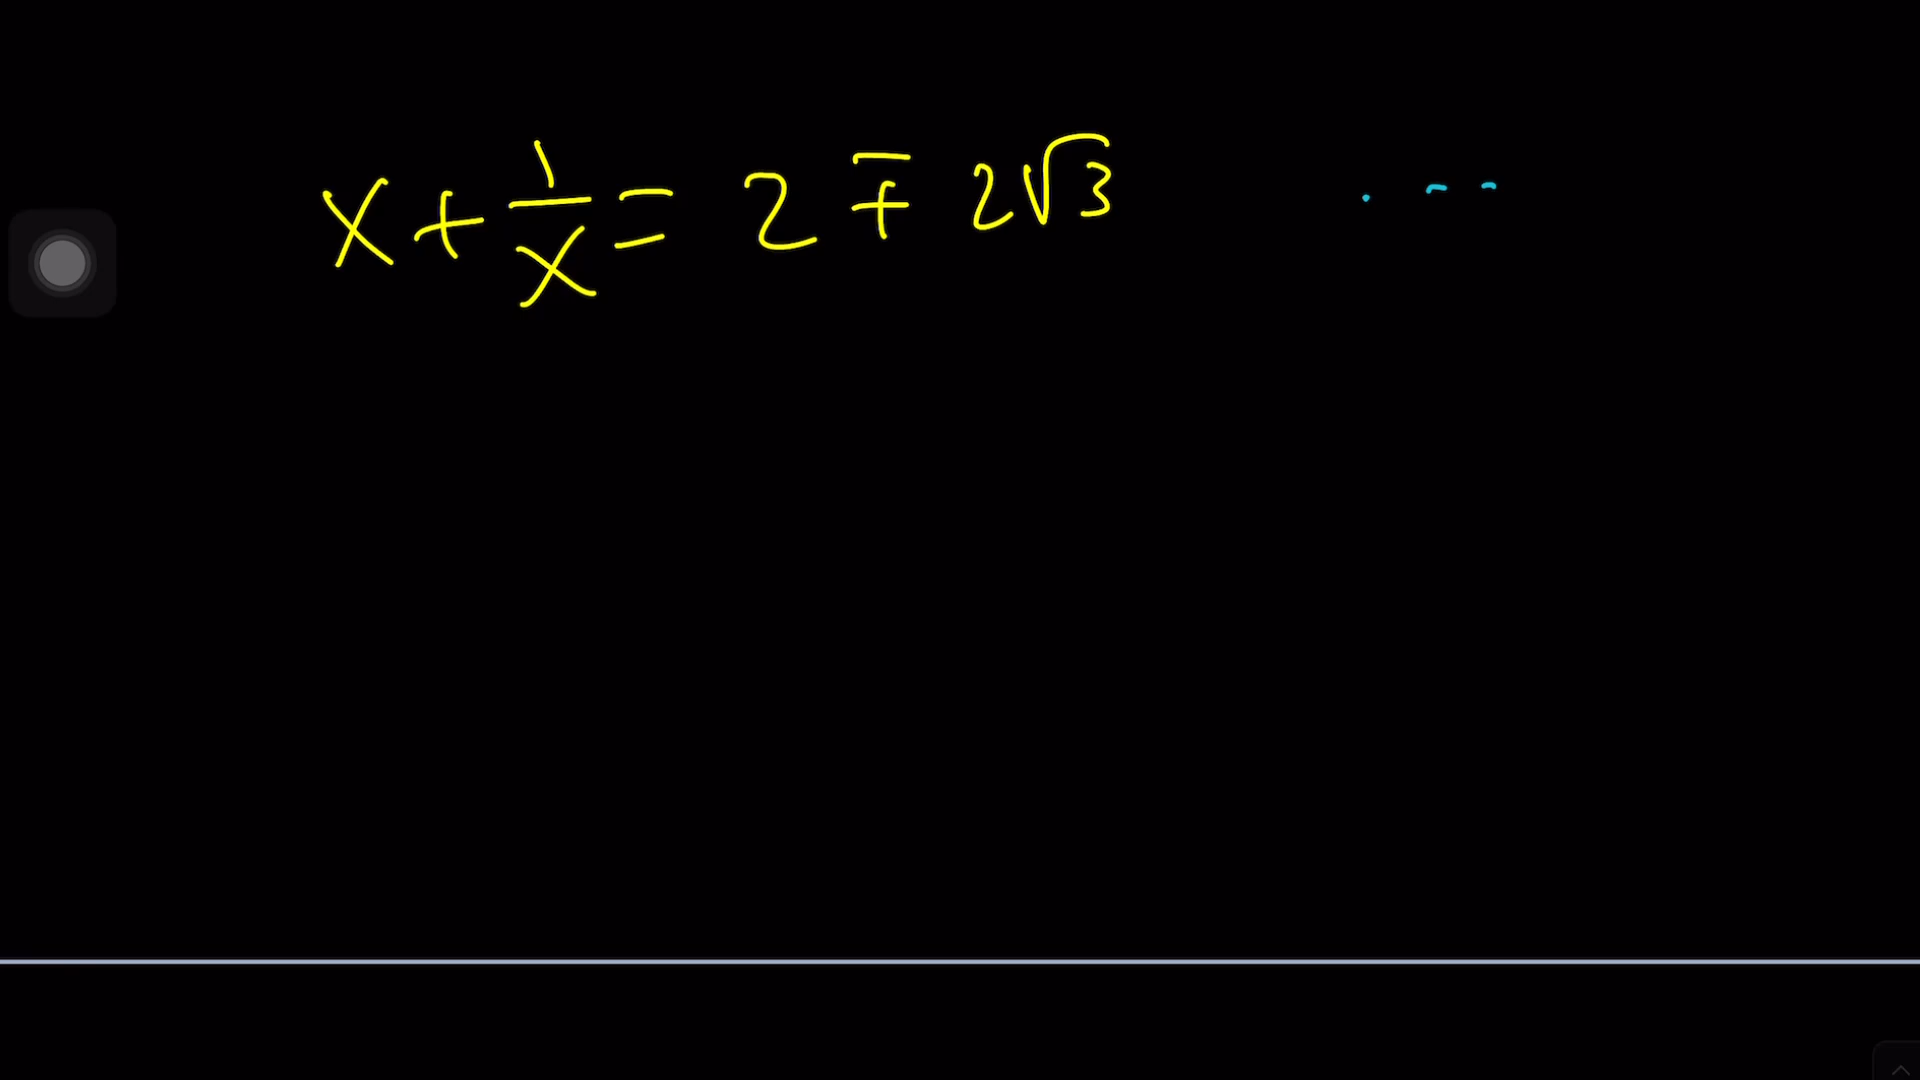 x + 1/x = 2 ∓ 2√3 . - -